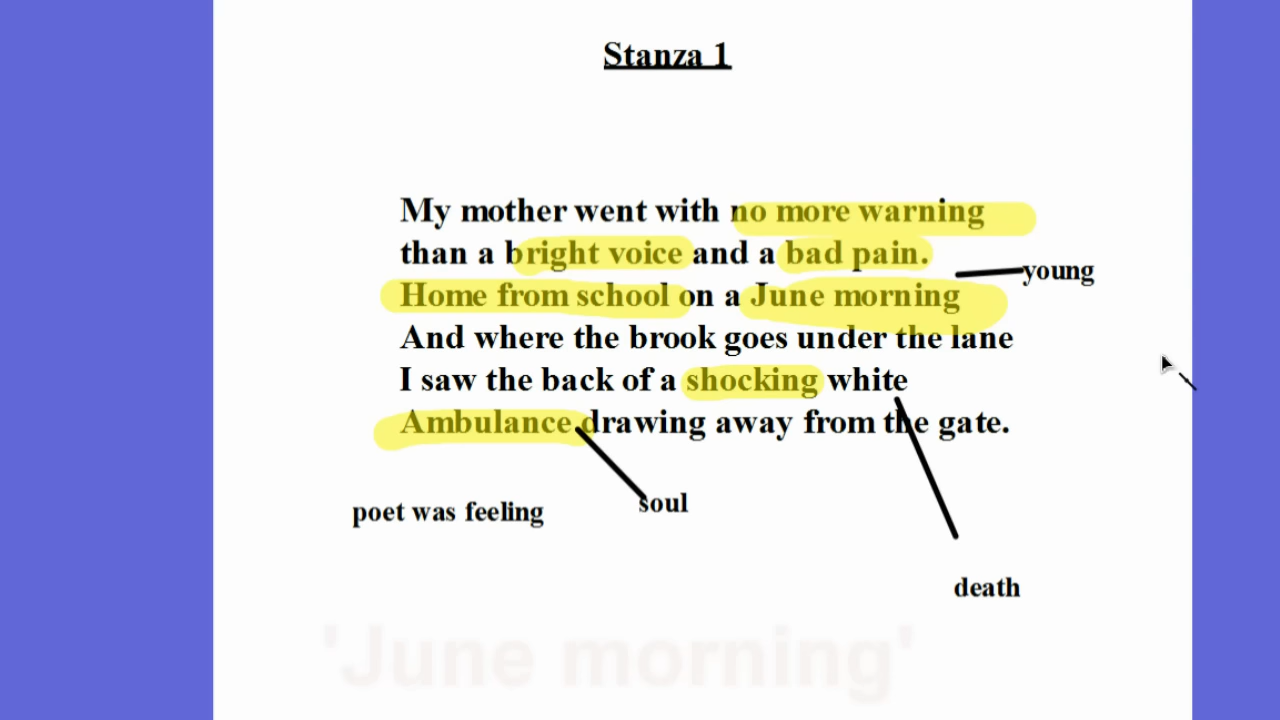 Stanza 1
My mother went with no more warning
than a bright voice and a bad pain.
young
Home from school on a June morning
And where the brook goes under the lane
I saw the back of a shocking white
Ambulance drawing away from the gate.
soul
poet was feeling
death
'June morning'